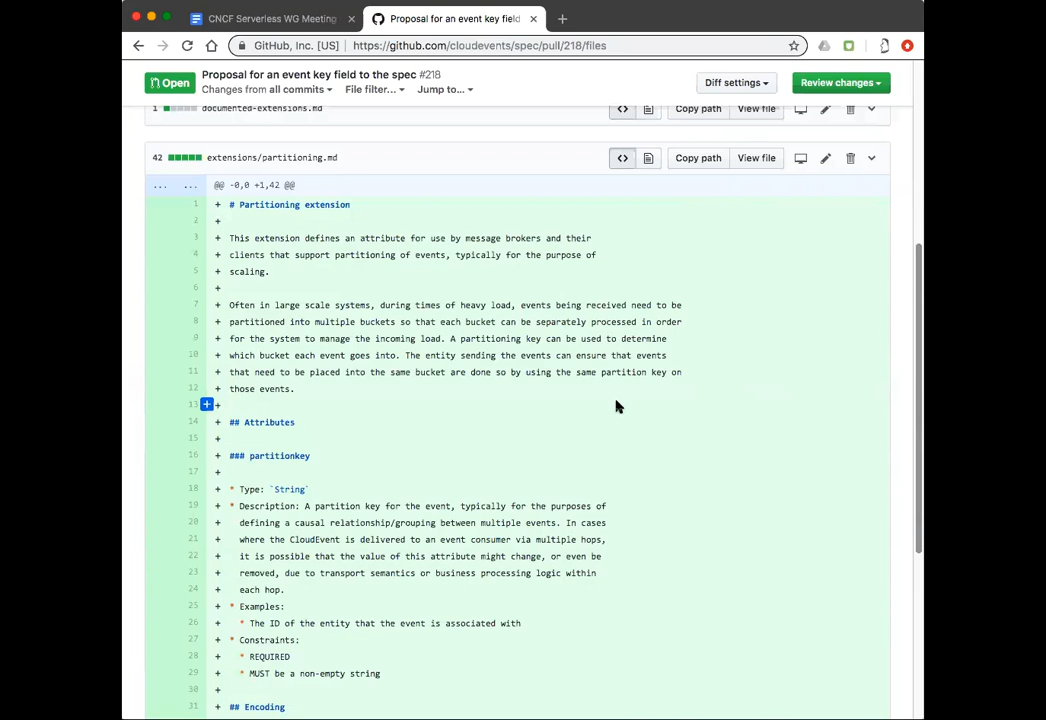 CNCF Serverless WG Meeting
Proposal for an event key field
GitHub, Inc. [US]
https://github.com/cloudevents/spec/pull/218/files
Open
Proposal for an event key field to the spec #218
Changes from all commits
File filter...
Jump to...
Diff settings
Review changes
1
documented-extensions.md
<>
Copy path
View file
42
extensions/partitioning.md
<>
Copy path
View file
... ... @@ -0,0 +1,42 @@
1 + # Partitioning extension
2 +
3 + This extension defines an attribute for use by message brokers and their
4 + clients that support partitioning of events, typically for the purpose of
5 + scaling.
6 +
7 + Often in large scale systems, during times of heavy load, events being received need to be
8 + partitioned into multiple buckets so that each bucket can be separately processed in order
9 + for the system to manage the incoming load. A partitioning key can be used to determine
10 + which bucket each event goes into. The entity sending the events can ensure that events
11 + that need to be placed into the same bucket are done so by using the same partition key on
12 + those events.
13 +
14 + ## Attributes
15 +
16 + ### partitionkey
17 +
18 + * Type: `String`
19 + * Description: A partition key for the event, typically for the purposes of
20 + defining a causal relationship/grouping between multiple events. In cases
21 + where the CloudEvent is delivered to an event consumer via multiple hops,
22 + it is possible that the value of this attribute might change, or even be
23 + removed, due to transport semantics or business processing logic within
24 + each hop.
25 + * Examples:
26 + * The ID of the entity that the event is associated with
27 + * Constraints:
28 + * REQUIRED
29 + * MUST be a non-empty string
30 +
31 + ## Encoding